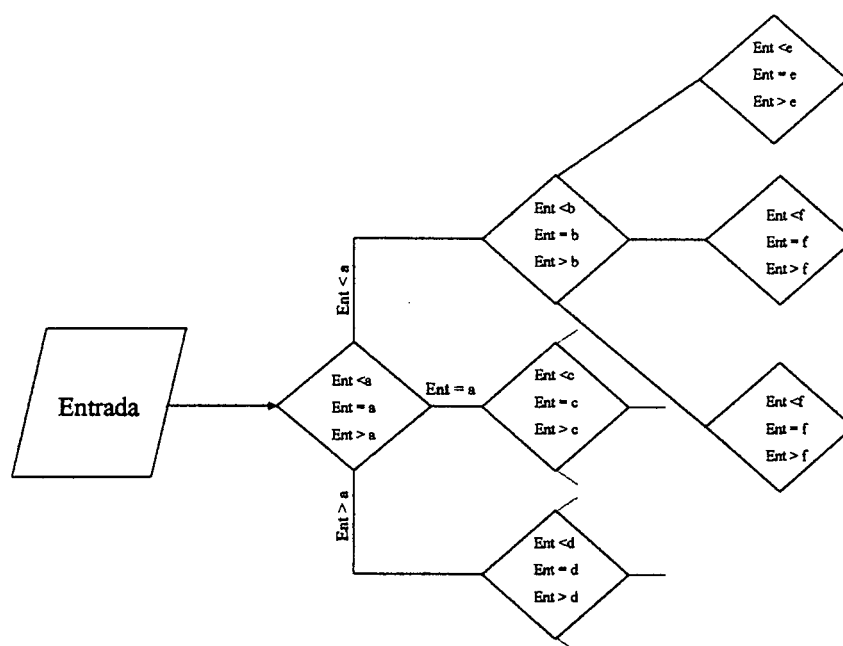 Ent <e
Ent = e
Ent > e
Ent <b
Ent = b
Ent > b
Ent <f
Ent = f
Ent > f
Ent < a
Entrada
Ent <a
Ent = a
Ent > a
Ent = a
Ent <c
Ent = c
Ent > c
Ent <f
Ent = f
Ent > f
Ent > a
Ent <d
Ent = d
Ent > d